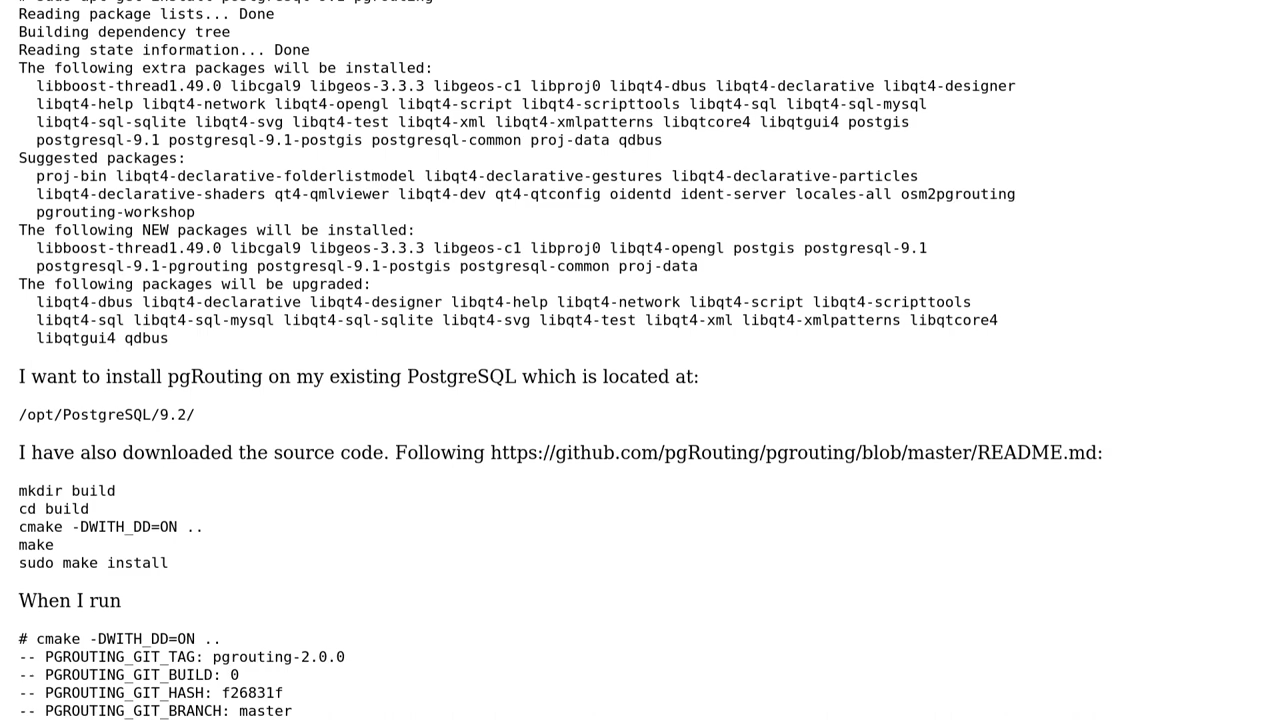 # sudo apt-get install postgresql-9.1-pgrouting
Reading package lists... Done
Building dependency tree
Reading state information... Done
The following extra packages will be installed:
libboost-thread1.49.0 libcgal9 libgeos-3.3.3 libgeos-c1 libproj0 libqt4-dbus libqt4-declarative libqt4-designer
libqt4-help libqt4-network libqt4-opengl libqt4-script libqt4-scripttools libqt4-sql libqt4-sql-mysql
libqt4-sql-sqlite libqt4-svg libqt4-test libqt4-xml libqt4-xmlpatterns libqtcore4 libqtgui4 postgis
postgresql-9.1 postgresql-9.1-postgis postgresql-common proj-data qdbus
Suggested packages:
proj-bin libqt4-declarative-folderlistmodel libqt4-declarative-gestures libqt4-declarative-particles
libqt4-declarative-shaders qt4-qmlviewer libqt4-dev qt4-qtconfig oidentd ident-server locales-all osm2pgrouting
pgrouting-workshop
The following NEW packages will be installed:
libboost-thread1.49.0 libcgal9 libgeos-3.3.3 libgeos-c1 libproj0 libqt4-opengl postgis postgresql-9.1
postgresql-9.1-pgrouting postgresql-9.1-postgis postgresql-common proj-data
The following packages will be upgraded:
libqt4-dbus libqt4-declarative libqt4-designer libqt4-help libqt4-network libqt4-script libqt4-scripttools
libqt4-sql libqt4-sql-mysql libqt4-sql-sqlite libqt4-svg libqt4-test libqt4-xml libqt4-xmlpatterns libqtcore4
libqtgui4 qdbus
I want to install pgRouting on my existing PostgreSQL which is located at:
/opt/PostgreSQL/9.2/
I have also downloaded the source code. Following https://github.com/pgRouting/pgrouting/blob/master/README.md:
mkdir build
cd build
cmake -DWITH_DD=ON ..
make
sudo make install
When I run
# cmake -DWITH_DD=ON ..
-- PGROUTING_GIT_TAG: pgrouting-2.0.0
-- PGROUTING_GIT_BUILD: 0
-- PGROUTING_GIT_HASH: f26831f
-- PGROUTING_GIT_BRANCH: master